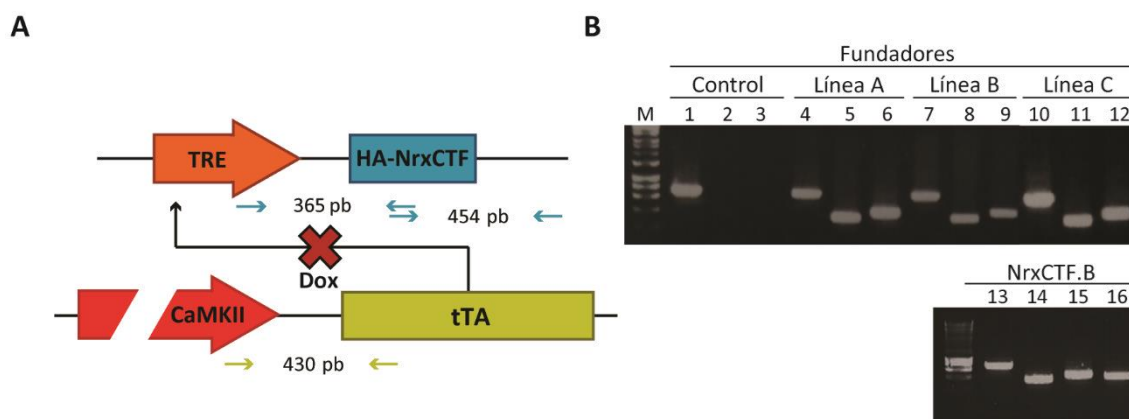 A
TRE
HA-NrxCTF
365 pb
454 pb
Dox
CaMKII
tTA
430 pb
B
Fundadores
Control Línea A Línea B Línea C
M 1 2 3 4 5 6 7 8 9 10 11 12
NrxCTF.B
13 14 15 16